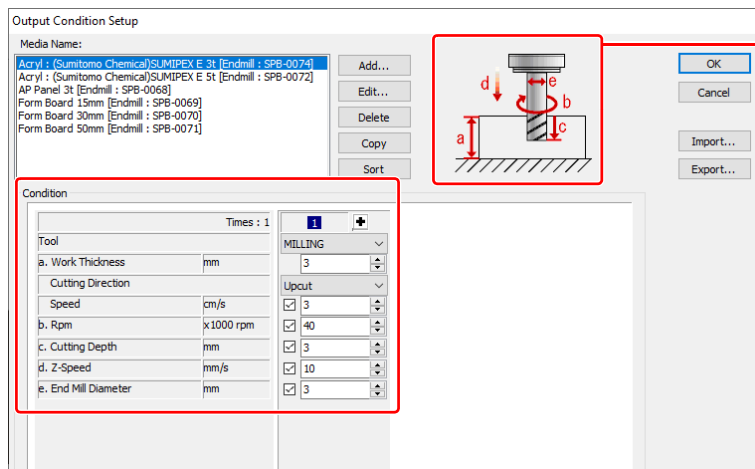 Output Condition Setup
Media Name:
Acryl : (Sumitomo Chemical)SUMIPEX E 3t [Endmill : SPB-0074]
Acryl : (Sumitomo Chemical)SUMIPEX E 5t [Endmill : SPB-0072]
AP Panel 3t [Endmill : SPB-0068]
Form Board 15mm [Endmill : SPB-0069]
Form Board 30mm [Endmill : SPB-0070]
Form Board 50mm [Endmill : SPB-0071]
Add...
Edit...
Delete
Copy
Sort
d
e
b
a
c
OK
Cancel
Import...
Export...
Condition
Times : 1 1 +
Tool MILLING
a. Work Thickness mm 3
Cutting Direction Upcut
Speed cm/s 3
b. Rpm x1000 rpm 40
c. Cutting Depth mm 3
d. Z-Speed mm/s 10
e. End Mill Diameter mm 3